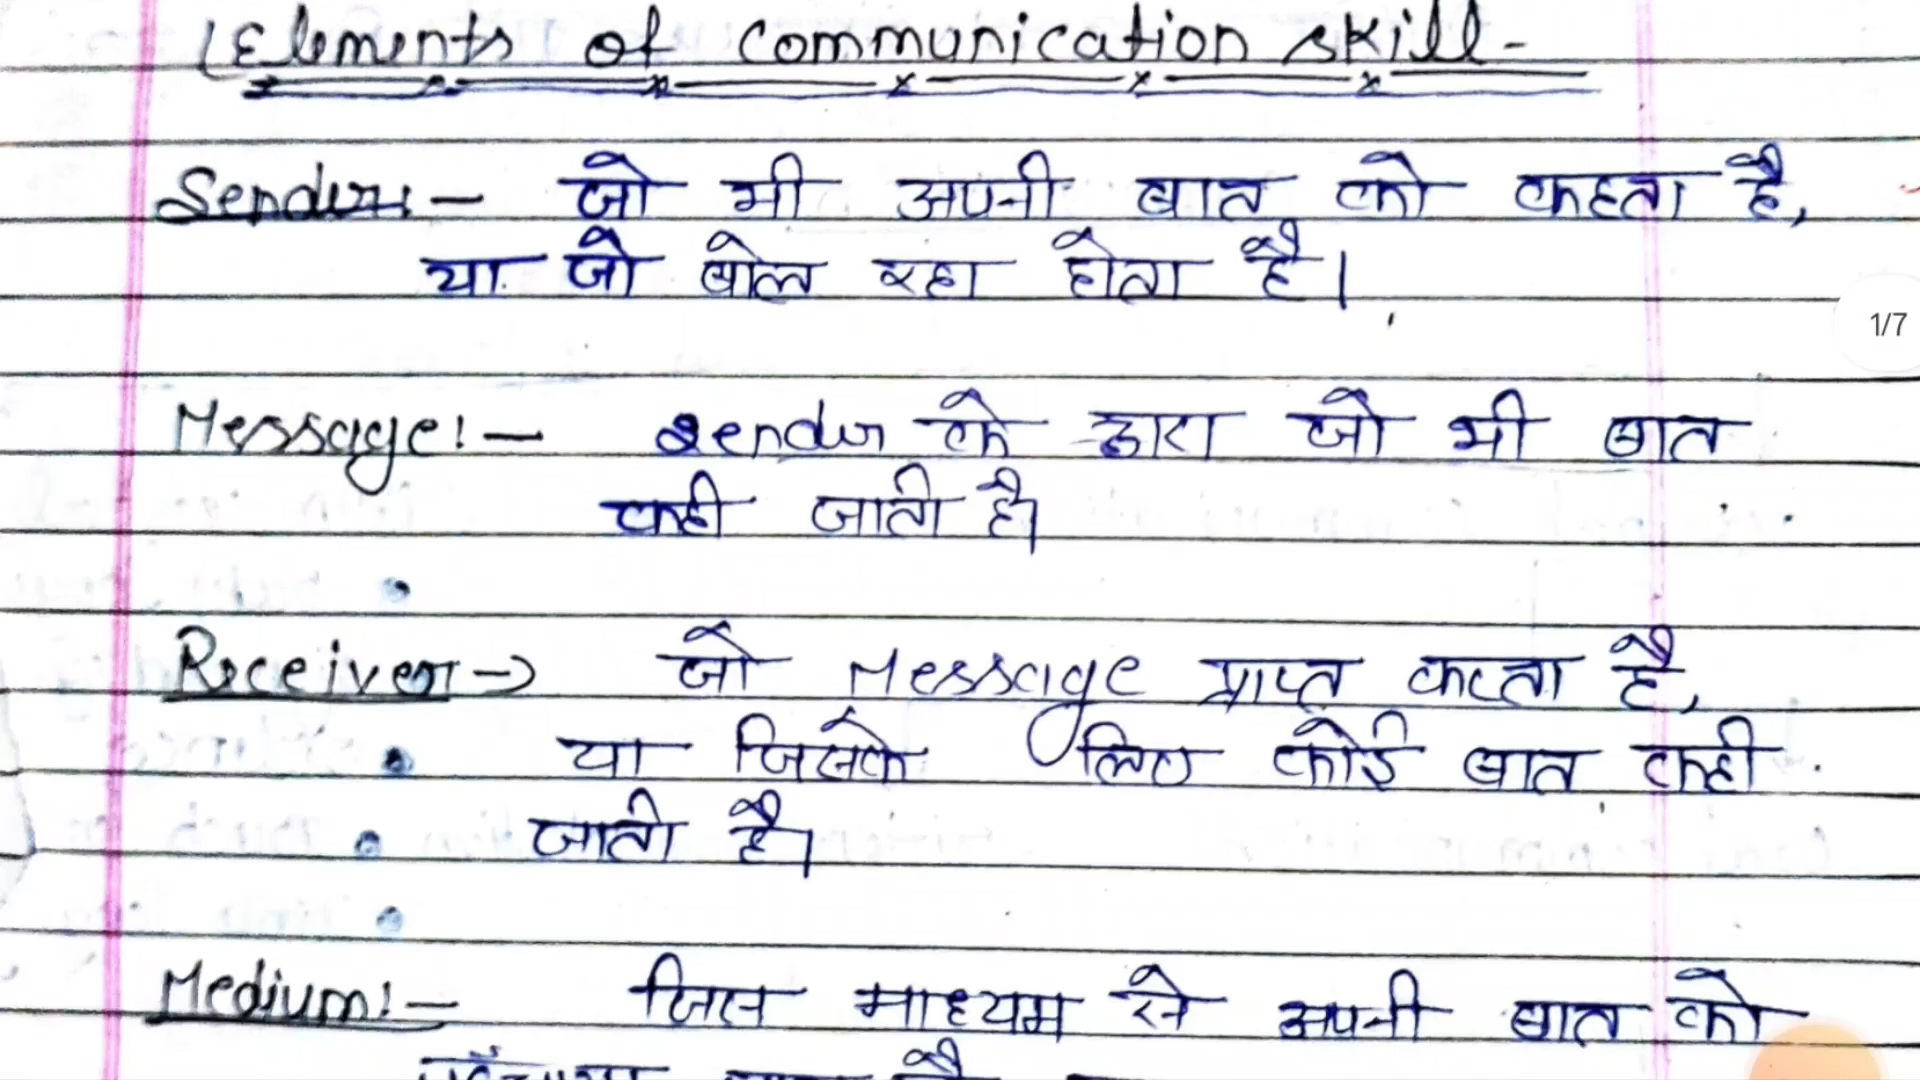 Elements of communication skill-
Sender:- जो भी अपनी बात को कहता है,
या जो बोल रहा होता है।
1/7
Message:- Sender के द्वारा जो भी बात
कही जाती है।
Receiver-> जो Message प्राप्त करता है,
या जिसके लिए कोई बात कही
जाती है।
Medium:- जिस माध्यम से अपनी बात को